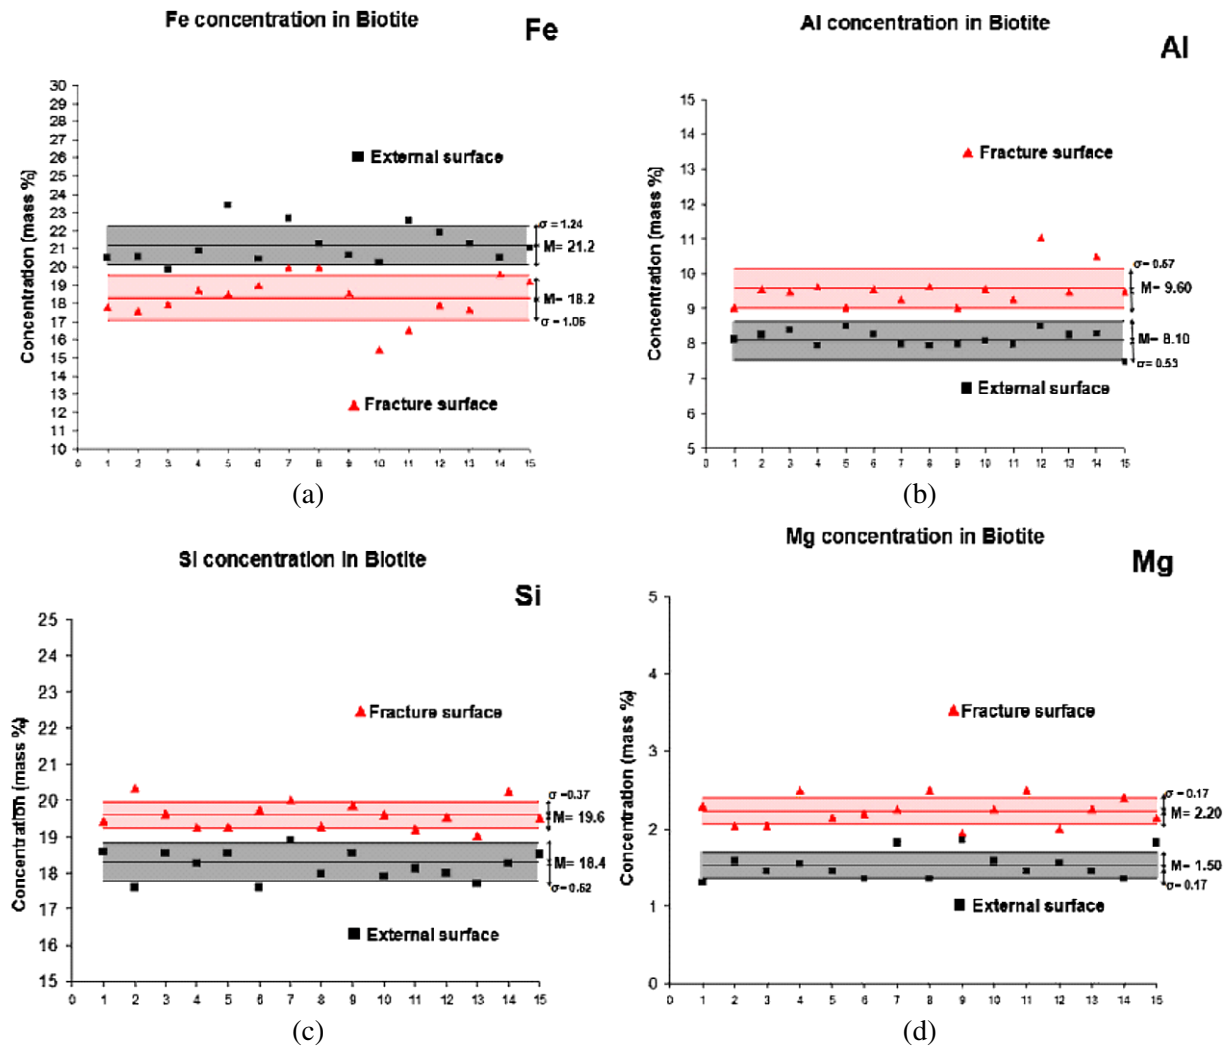 Fe concentration in Biotite
Fe
Concentration (mass %)
30
29
28
27
26
25
24
23
22
21
20
19
18
17
16
15
14
13
12
11
10
External surface
σ = 1.24
M= 21.2
M= 18.2
σ = 1.05
Fracture surface
0 1 2 3 4 5 6 7 8 9 10 11 12 13 14 15
(a)
Al concentration in Biotite
Al
Concentration (mass %)
15
14
13
12
11
10
9
8
7
6
5
Fracture surface
σ= 0.57
M= 9.60
M= 8.10
σ= 0.53
External surface
0 1 2 3 4 5 6 7 8 9 10 11 12 13 14 15
(b)
Si concentration in Biotite
Si
Concentration (mass %)
25
24
23
22
21
20
19
18
17
16
15
Fracture surface
σ =0.37
M= 19.6
M= 18.4
σ= 0.52
External surface
0 1 2 3 4 5 6 7 8 9 10 11 12 13 14 15
(c)
Mg concentration in Biotite
Mg
Concentration (mass %)
5
4
3
2
1
0
Fracture surface
σ =0.17
M= 2.20
M= 1.50
σ= 0.17
External surface
0 1 2 3 4 5 6 7 8 9 10 11 12 13 14 15
(d)